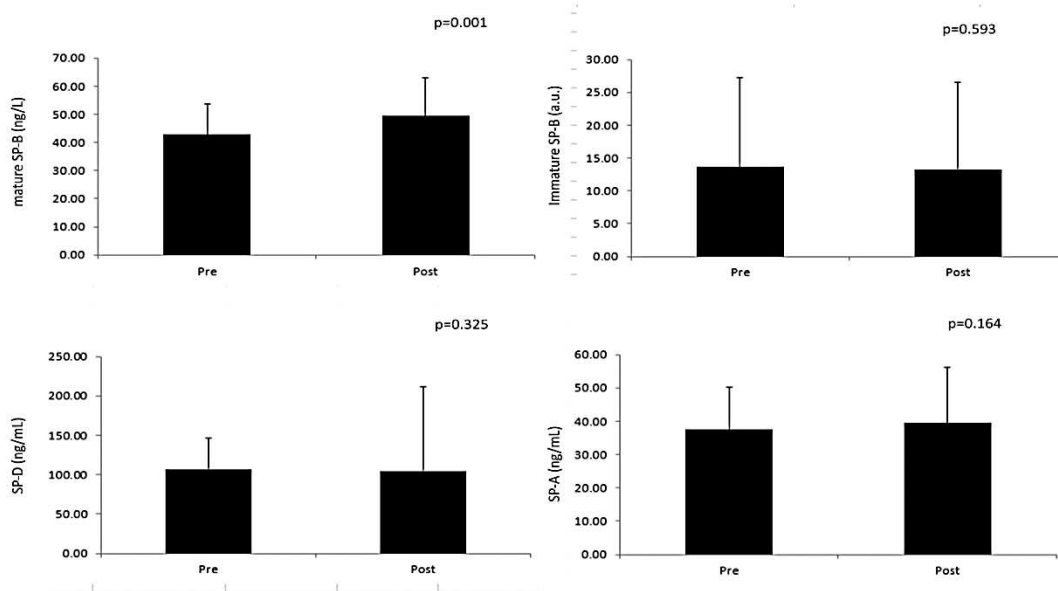 p=0.001
mature SP-B (ng/L)
70.00
60.00
50.00
40.00
30.00
20.00
10.00
0.00
Pre
Post
p=0.593
Immature SP-B (a.u.)
30.00
25.00
20.00
15.00
10.00
5.00
0.00
Pre
Post
p=0.325
SP-D (ng/mL)
250.00
200.00
150.00
100.00
50.00
0.00
Pre
Post
p=0.164
SP-A (ng/mL)
60.00
50.00
40.00
30.00
20.00
10.00
0.00
Pre
Post